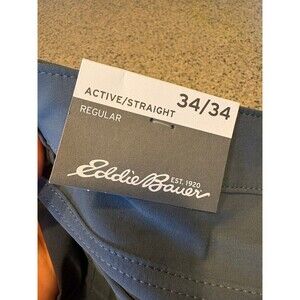 ACTIVE/STRAIGHT 34/34
REGULAR
EST. 1920
Eddie Bauer